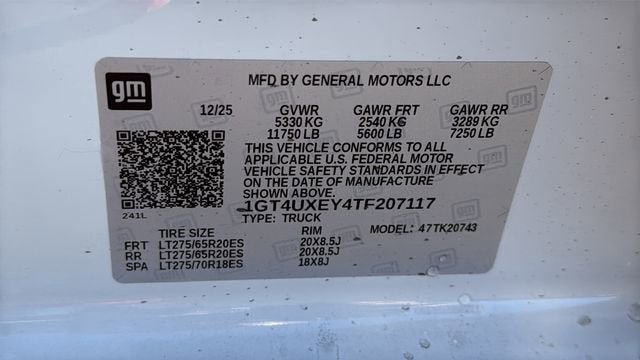 gm
MFD BY GENERAL MOTORS LLC
12/25 GVWR GAWR FRT GAWR RR
5330 KG 2540 KG 3289 KG
11750 LB 5600 LB 7250 LB
THIS VEHICLE CONFORMS TO ALL
APPLICABLE U.S. FEDERAL MOTOR
VEHICLE SAFETY STANDARDS IN EFFECT
ON THE DATE OF MANUFACTURE
SHOWN ABOVE.
241L
1GT4UXEY4TF207117
TYPE: TRUCK MODEL: 47TK20743
TIRE SIZE RIM
FRT LT275/65R20ES 20X8.5J
RR LT275/65R20ES 20X8.5J
SPA LT275/70R18ES 18X8J